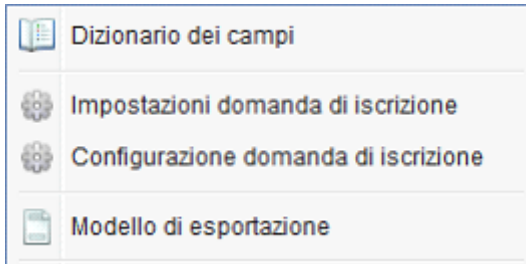 Dizionario dei campi
Impostazioni domanda di iscrizione
Configurazione domanda di iscrizione
Modello di esportazione